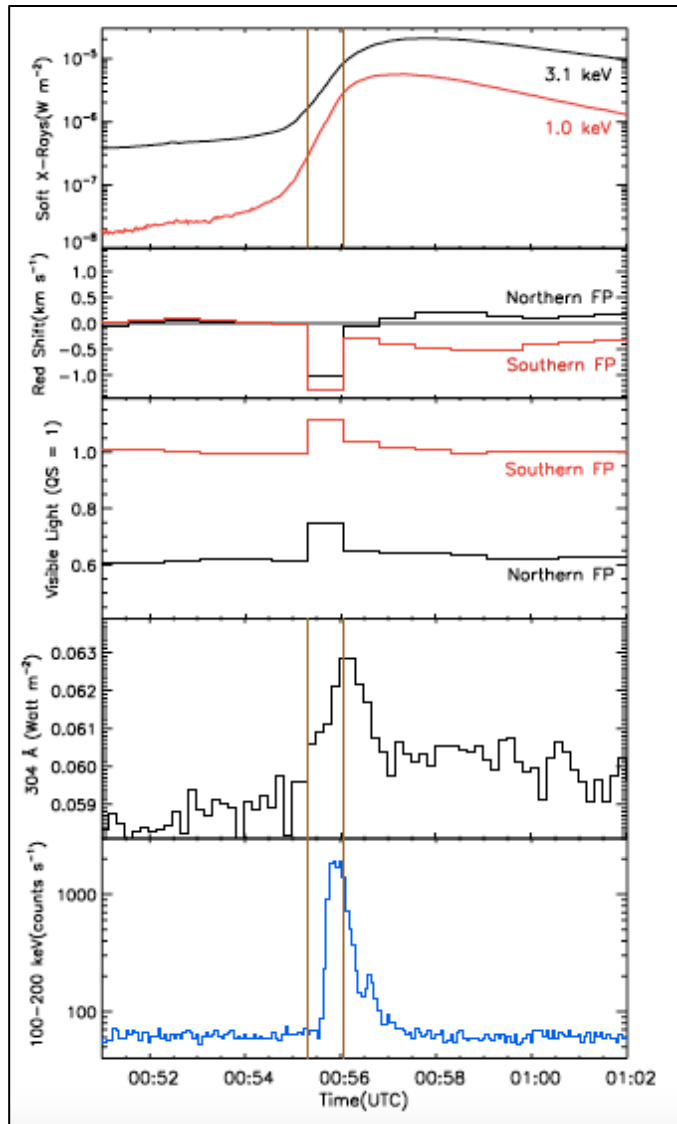 Soft X-Rays(W m⁻²)
10⁻⁵
10⁻⁶
10⁻⁷
10⁻⁸
3.1 keV
1.0 keV
Red Shift(km s⁻¹)
1.0
0.5
0.0
-0.5
-1.0
Northern FP
Southern FP
Visible Light (QS = 1)
1.0
0.8
0.6
Southern FP
Northern FP
304 Å (Watt m⁻²)
0.063
0.062
0.061
0.060
0.059
100-200 keV(counts s⁻¹)
1000
100
00:52 00:54 00:56 00:58 01:00 01:02
Time(UTC)